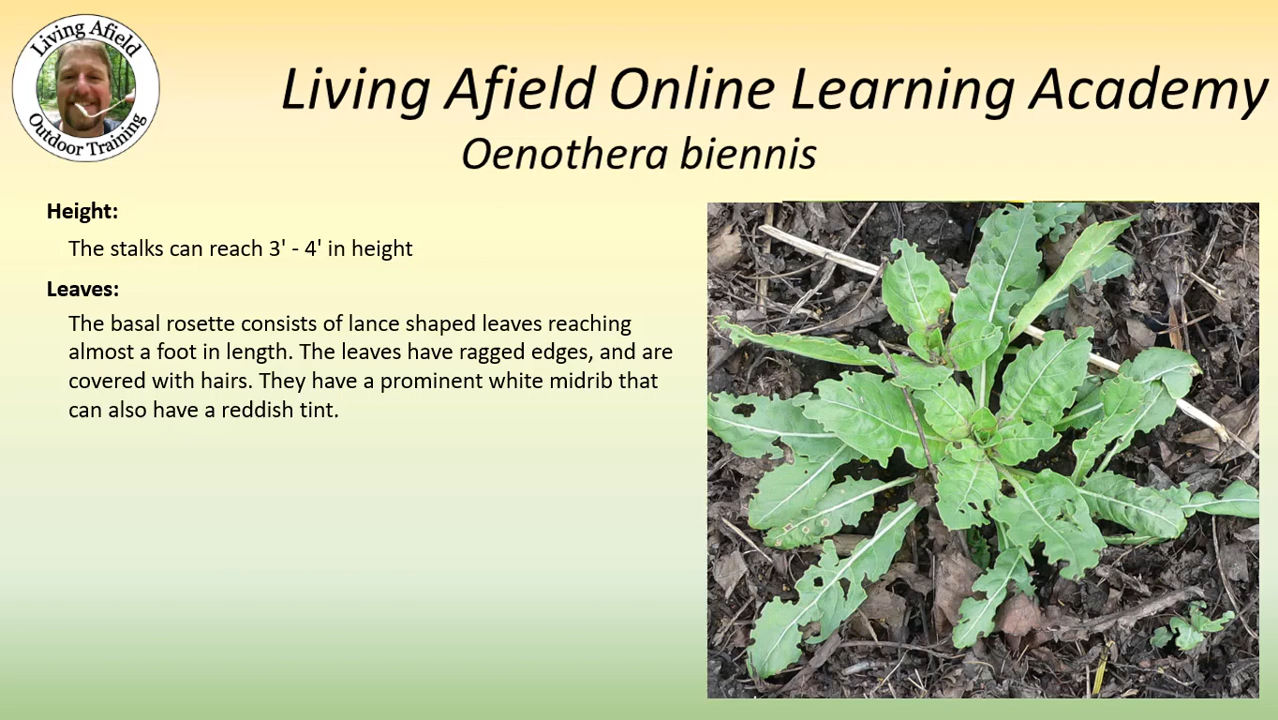 Living Afield
Outdoor Training
Living Afield Online Learning Academy
Oenothera biennis
Height:
The stalks can reach 3' - 4' in height
Leaves:
The basal rosette consists of lance shaped leaves reaching
almost a foot in length. The leaves have ragged edges, and are
covered with hairs. They have a prominent white midrib that
can also have a reddish tint.